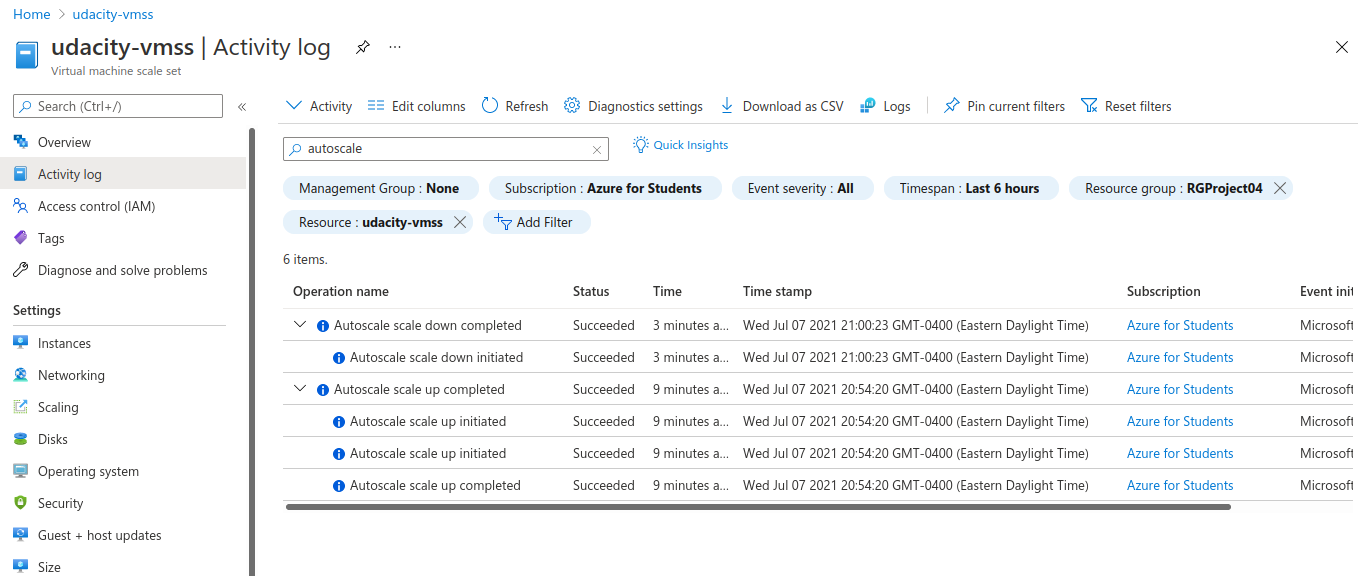 Home > udacity-vmss
udacity-vmss | Activity log ...
Virtual machine scale set
Search (Ctrl+/) «
Overview
Activity log
Access control (IAM)
Tags
Diagnose and solve problems
Settings
Instances
Networking
Scaling
Disks
Operating system
Security
Guest + host updates
Size
Activity Edit columns Refresh Diagnostics settings Download as CSV Logs Pin current filters Reset filters
autoscale Quick Insights
Management Group : None Subscription : Azure for Students Event severity : All Timespan : Last 6 hours Resource group : RGProject04
Resource : udacity-vmss Add Filter
6 items.
Operation name Status Time Time stamp Subscription Event init
Autoscale scale down completed Succeeded 3 minutes a... Wed Jul 07 2021 21:00:23 GMT-0400 (Eastern Daylight Time) Azure for Students Microsoft
Autoscale scale down initiated Succeeded 3 minutes a... Wed Jul 07 2021 21:00:23 GMT-0400 (Eastern Daylight Time) Azure for Students Microsoft
Autoscale scale up completed Succeeded 9 minutes a... Wed Jul 07 2021 20:54:20 GMT-0400 (Eastern Daylight Time) Azure for Students Microsoft
Autoscale scale up initiated Succeeded 9 minutes a... Wed Jul 07 2021 20:54:20 GMT-0400 (Eastern Daylight Time) Azure for Students Microsoft
Autoscale scale up initiated Succeeded 9 minutes a... Wed Jul 07 2021 20:54:20 GMT-0400 (Eastern Daylight Time) Azure for Students Microsoft
Autoscale scale up completed Succeeded 9 minutes a... Wed Jul 07 2021 20:54:20 GMT-0400 (Eastern Daylight Time) Azure for Students Microsoft